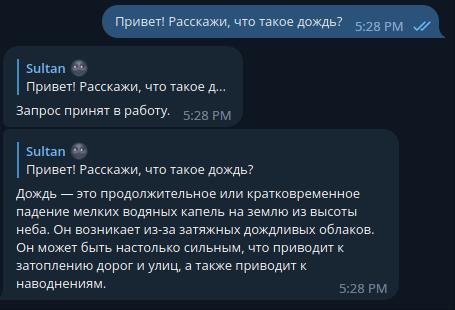 Привет! Расскажи, что такое дождь?
5:28 PM
Sultan
Привет! Расскажи, что такое д...
Запрос принят в работу.
5:28 PM
Sultan
Привет! Расскажи, что такое дождь?
Дождь — это продолжительное или кратковременное
падение мелких водяных капель на землю из высоты
неба. Он возникает из-за затяжных дождливых облаков.
Он может быть настолько сильным, что приводит к
затоплению дорог и улиц, а также приводит к
наводнениям.
5:28 PM